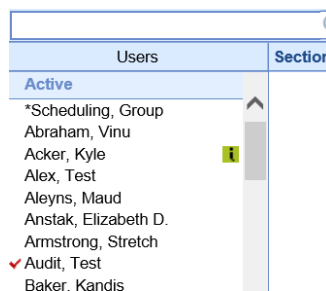 Users
Section
Active
*Scheduling, Group
Abraham, Vinu
Acker, Kyle
i
Alex, Test
Aleyns, Maud
Anstak, Elizabeth D.
Armstrong, Stretch
Audit, Test
Baker, Kandis